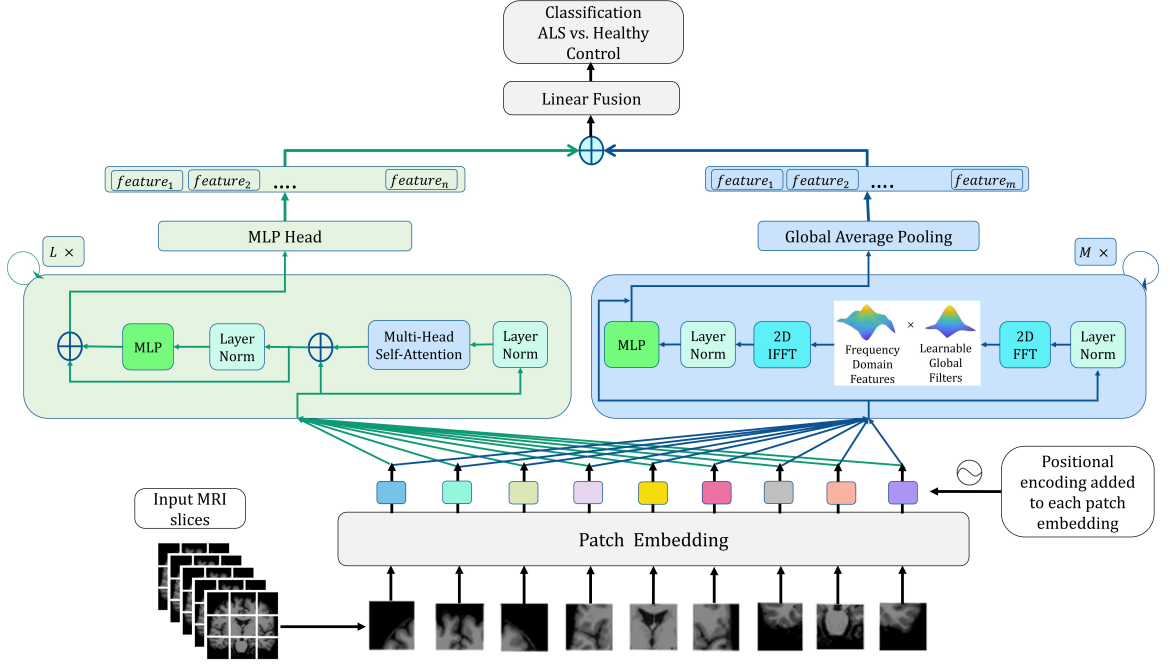 Classification
ALS vs. Healthy
Control
Linear Fusion
feature₁ feature₂ .... featureₙ
feature₁ feature₂ .... featureₘ
MLP Head
Global Average Pooling
L ×
M ×
MLP
Layer
Norm
Multi-Head
Self-Attention
Layer
Norm
MLP
Layer
Norm
2D
IFFT
×
Frequency
Domain
Features
Learnable
Global
Filters
2D
FFT
Layer
Norm
Input MRI
slices
Positional
encoding added
to each patch
embedding
Patch Embedding